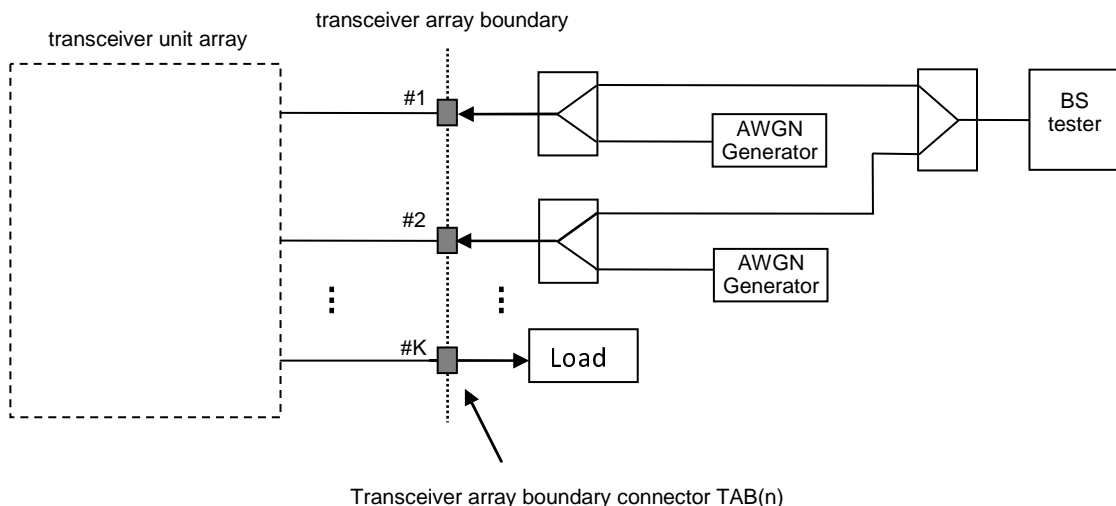 transceiver array boundary
transceiver unit array
#1
BS
tester
AWGN
Generator
#2
AWGN
Generator
#K
Load
Transceiver array boundary connector TAB(n)